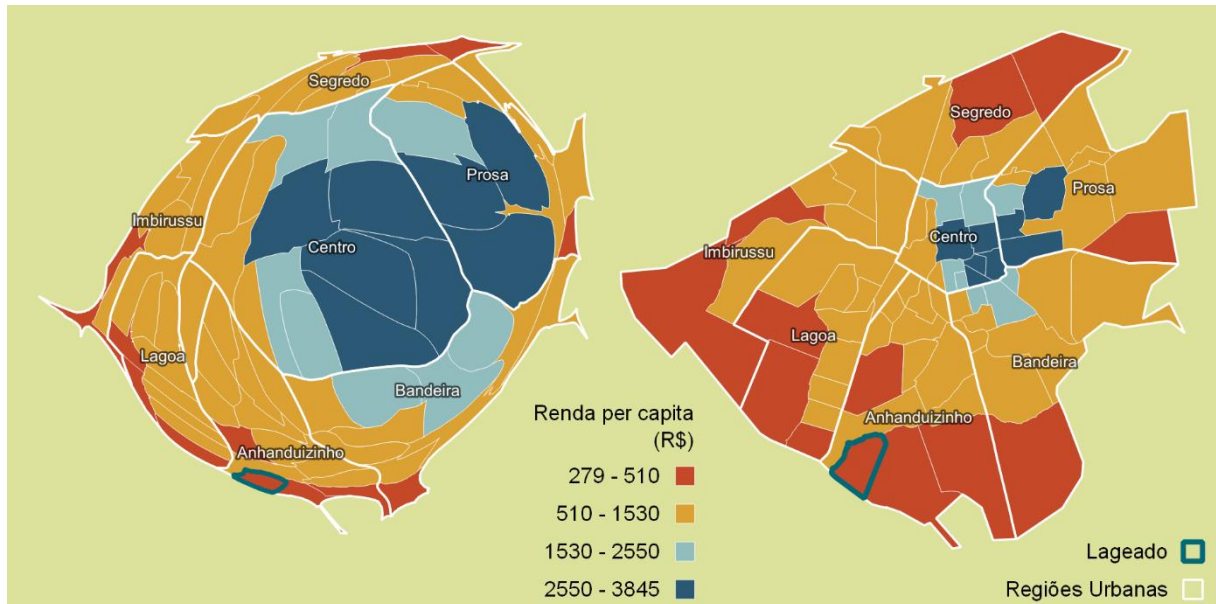 Segredo
Prosa
Imbirussu
Centro
Lagoa
Bandeira
Anhanduizinho
Renda per capita
(R$)
279 - 510
510 - 1530
1530 - 2550
2550 - 3845
Segredo
Prosa
Centro
Imbirussu
Lagoa
Bandeira
Anhanduizinho
Lageado
Regiões Urbanas